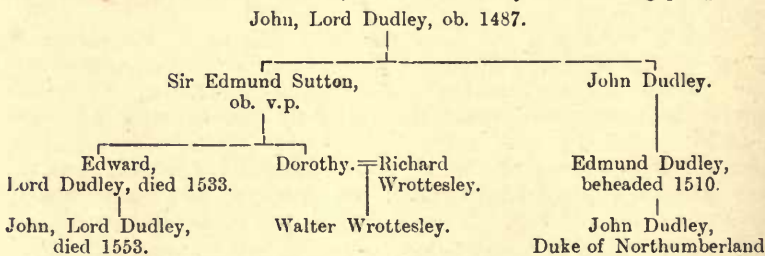 John, Lord Dudley, ob. 1487.
Sir Edmund Sutton, John Dudley.
ob. v.p.
Edward, Dorothy.=Richard Edmund Dudley,
Lord Dudley, died 1533. Wrottesley. beheaded 1510.
John, Lord Dudley, Walter Wrottesley. John Dudley,
died 1553. Duke of Northumberland